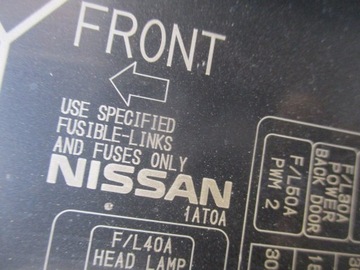 FRONT
USE SPECIFIED
FUSIBLE-LINKS
AND FUSES ONLY
NISSAN
1AT0A
F/L40A
HEAD LAMP
F/L50A
PWM 2
F/L30A
POWER
BACK DOOR